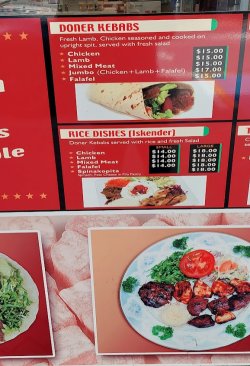 DONER KEBABS
Fresh Lamb, Chicken seasoned and cooked on
upright spit, served with fresh salad
Chicken $15.00
Lamb $15.00
Mixed Meat $15.00
Jumbo (Chicken+Lamb+Falafel) $17.00
Falafel $15.00
RICE DISHES (Iskender)
Doner Kebabs served with rice and fresh Salad
SMALL LARGE
Chicken $14.00 $18.00
Lamb $14.00 $18.00
Mixed Meat $14.00 $18.00
Falafel $14.00 $18.00
Spinakopita $14.00 $18.00